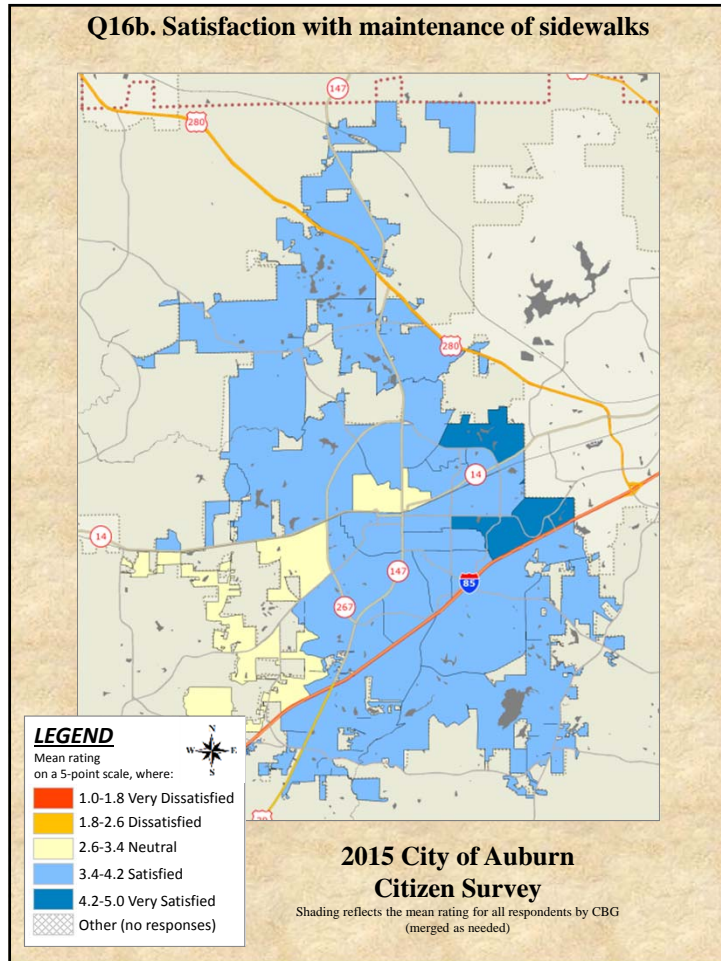 Q16b. Satisfaction with maintenance of sidewalks
147
280
280
14
14
147
85
267
LEGEND
Mean rating
on a 5-point scale, where:
N
W E
S
1.0-1.8 Very Dissatisfied
1.8-2.6 Dissatisfied
2.6-3.4 Neutral
3.4-4.2 Satisfied
4.2-5.0 Very Satisfied
Other (no responses)
2015 City of Auburn
Citizen Survey
Shading reflects the mean rating for all respondents by CBG
(merged as needed)